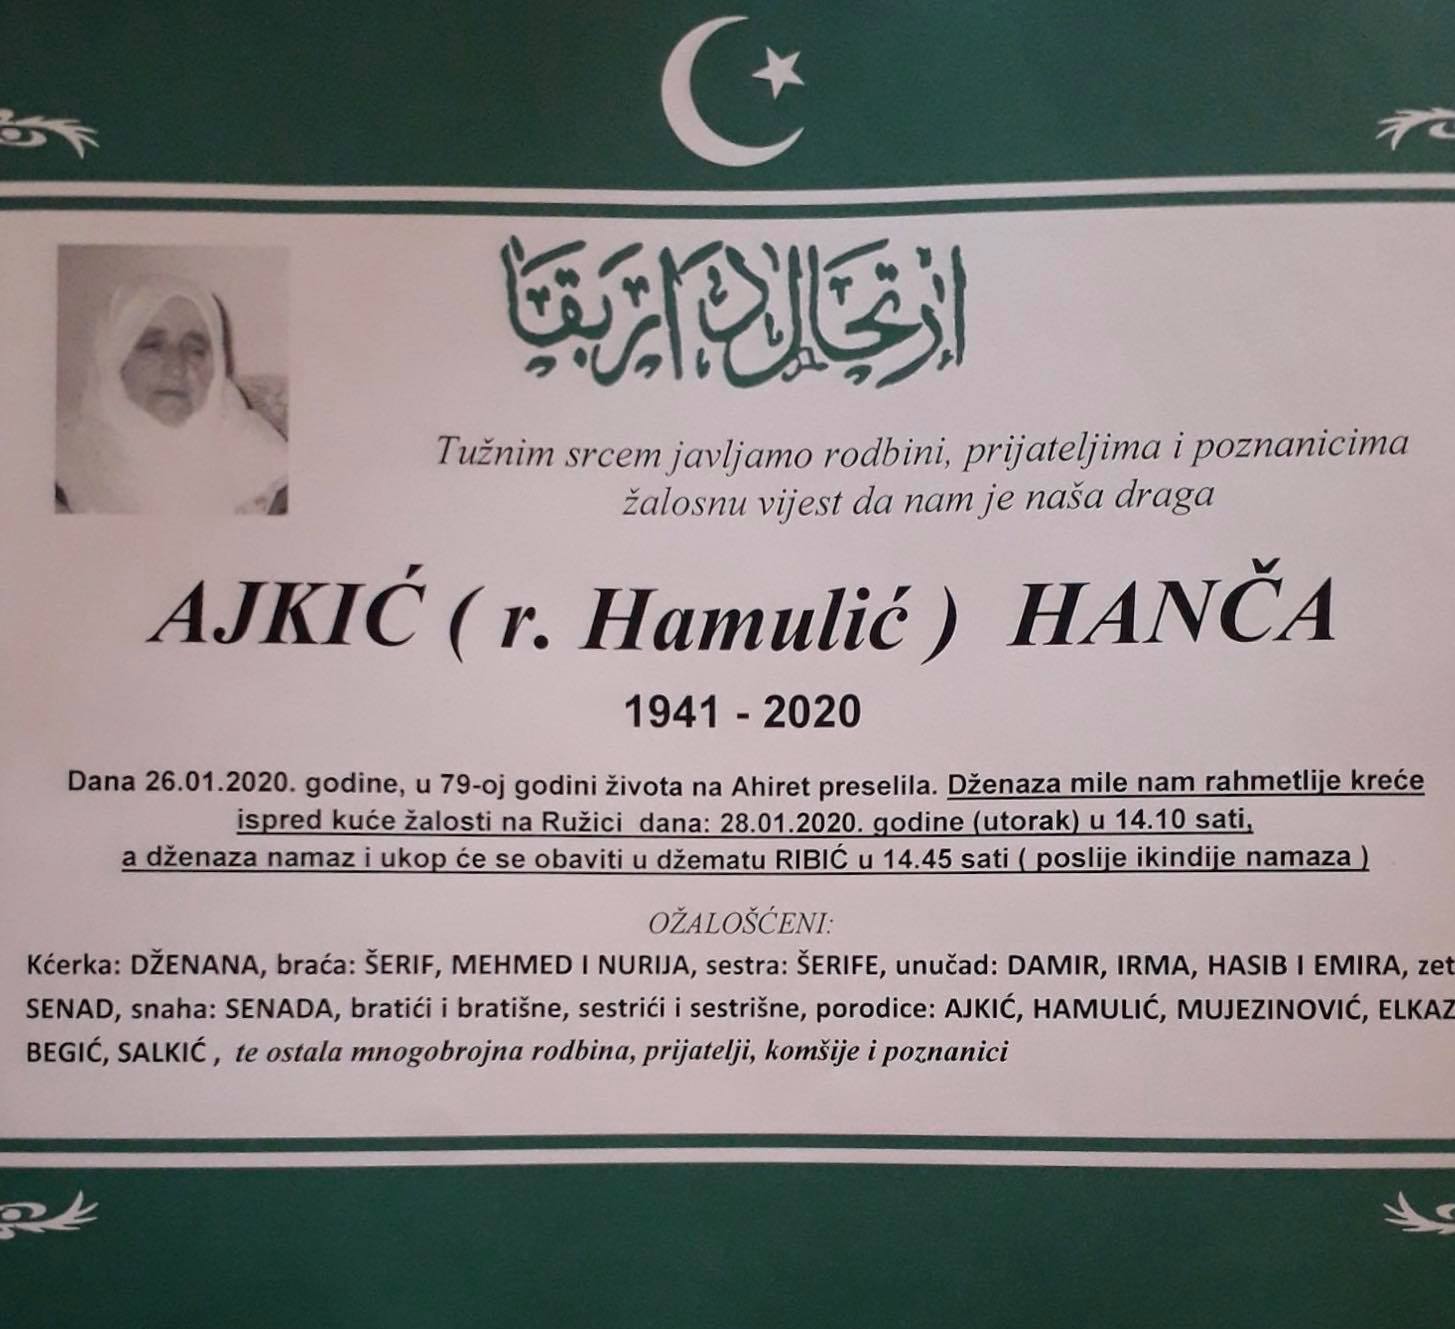 إرتحال دار بقا
Tužnim srcem javljamo rodbini, prijateljima i poznanicima
žalosnu vijest da nam je naša draga
AJKIĆ ( r. Hamulić ) HANČA
1941 - 2020
Dana 26.01.2020. godine, u 79-oj godini života na Ahiret preselila. Dženaza mile nam rahmetlije kreće
ispred kuće žalosti na Ružici dana: 28.01.2020. godine (utorak) u 14.10 sati,
a dženaza namaz i ukop će se obaviti u džematu RIBIĆ u 14.45 sati ( poslije ikindije namaza )
OŽALOŠĆENI:
Kćerka: DŽENANA, braća: ŠERIF, MEHMED I NURIJA, sestra: ŠERIFE, unučad: DAMIR, IRMA, HASIB I EMIRA, zet
SENAD, snaha: SENADA, bratići i bratišne, sestrići i sestrišne, porodice: AJKIĆ, HAMULIĆ, MUJEZINOVIĆ, ELKAZ
BEGIĆ, SALKIĆ , te ostala mnogobrojna rodbina, prijatelji, komšije i poznanici